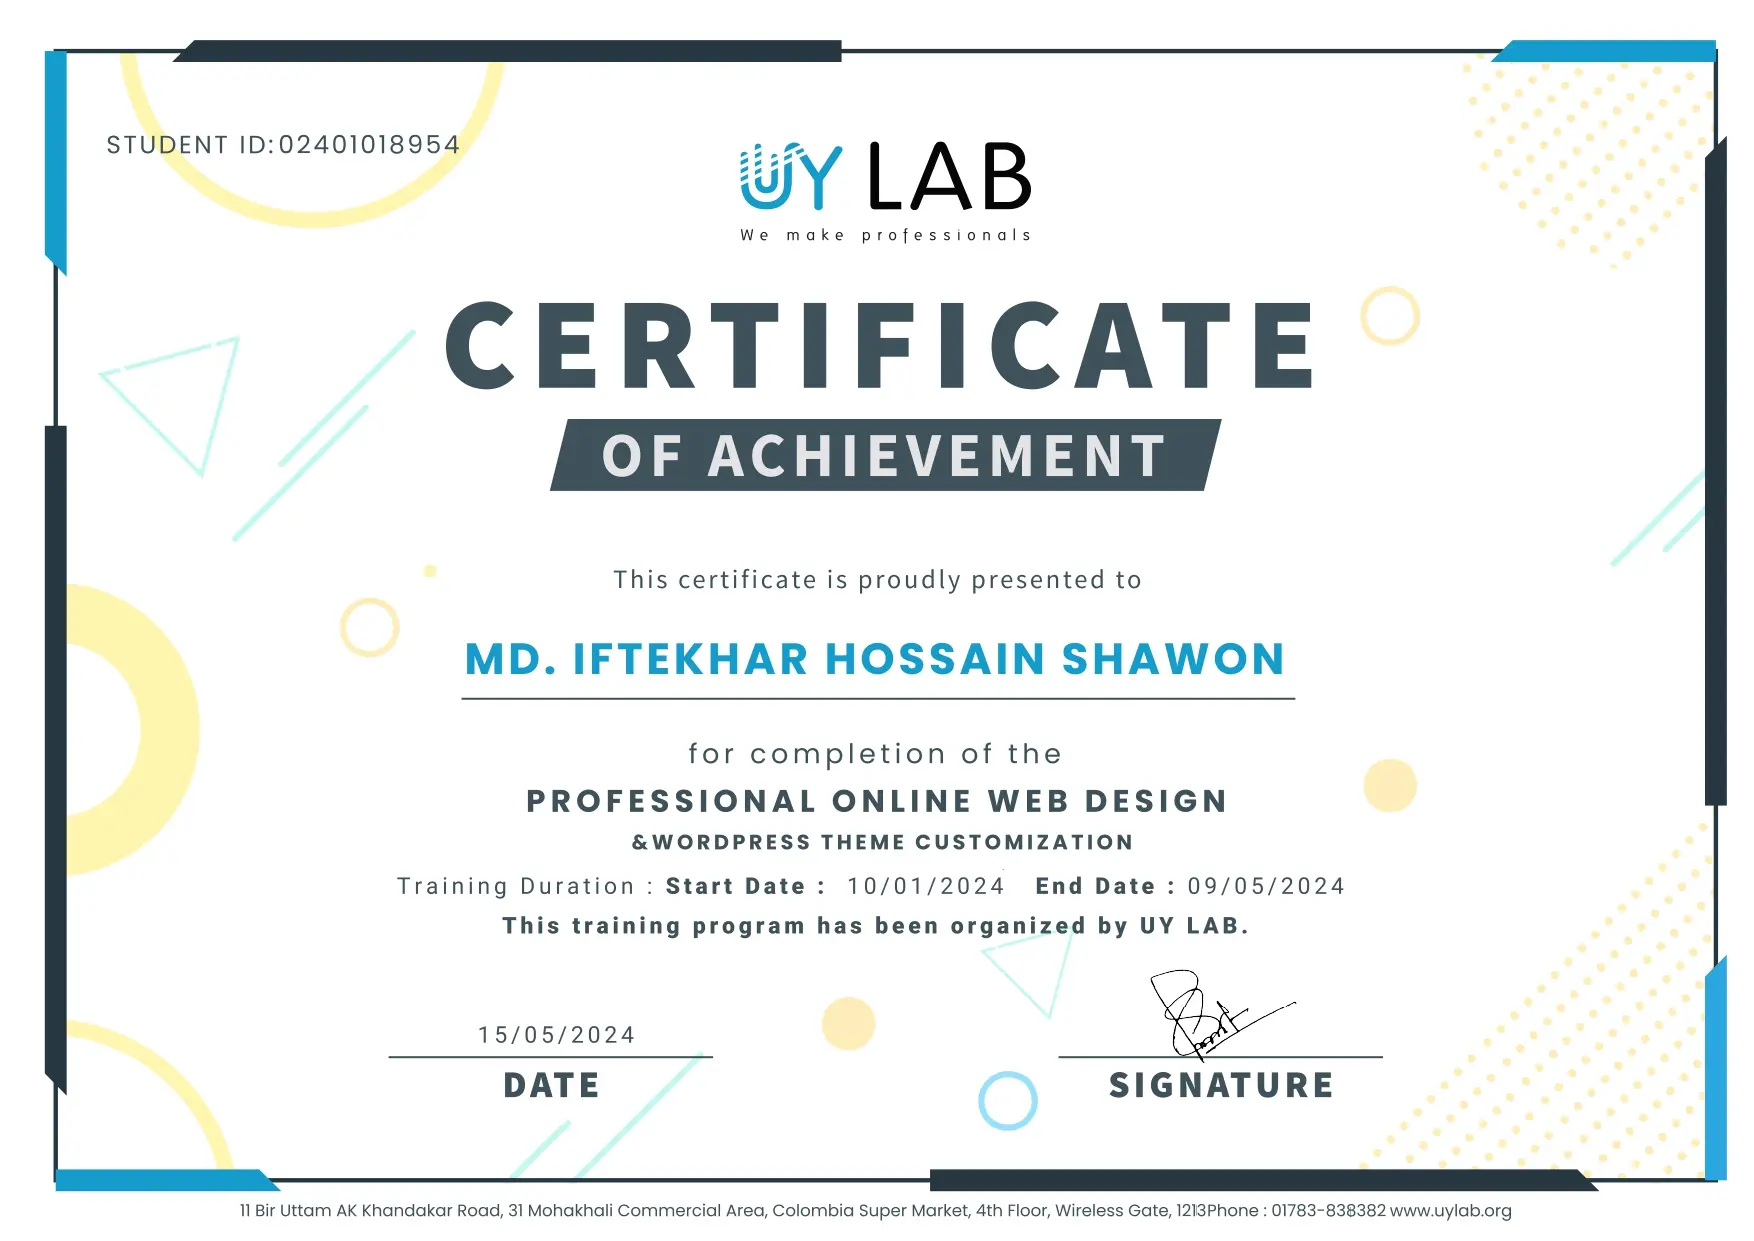 STUDENT ID:02401018954
UY LAB
We make professionals
CERTIFICATE
OF ACHIEVEMENT
This certificate is proudly presented to
MD. IFTEKHAR HOSSAIN SHAWON
for completion of the
PROFESSIONAL ONLINE WEB DESIGN
&WORDPRESS THEME CUSTOMIZATION
Training Duration : Start Date : 10/01/2024 End Date : 09/05/2024
This training program has been organized by UY LAB.
15/05/2024
DATE
SIGNATURE
11 Bir Uttam AK Khandakar Road, 31 Mohakhali Commercial Area, Colombia Super Market, 4th Floor, Wireless Gate, 1213Phone : 01783-838382 www.uylab.org